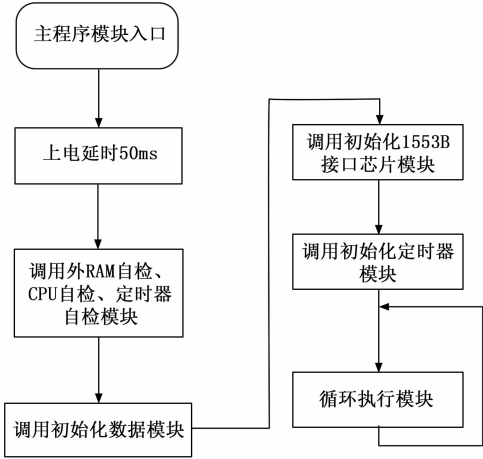 主程序模块入口
上电延时50ms
调用外RAM自检、
CPU自检、定时器
自检模块
调用初始化数据模块
调用初始化1553B
接口芯片模块
调用初始化定时器
模块
循环执行模块